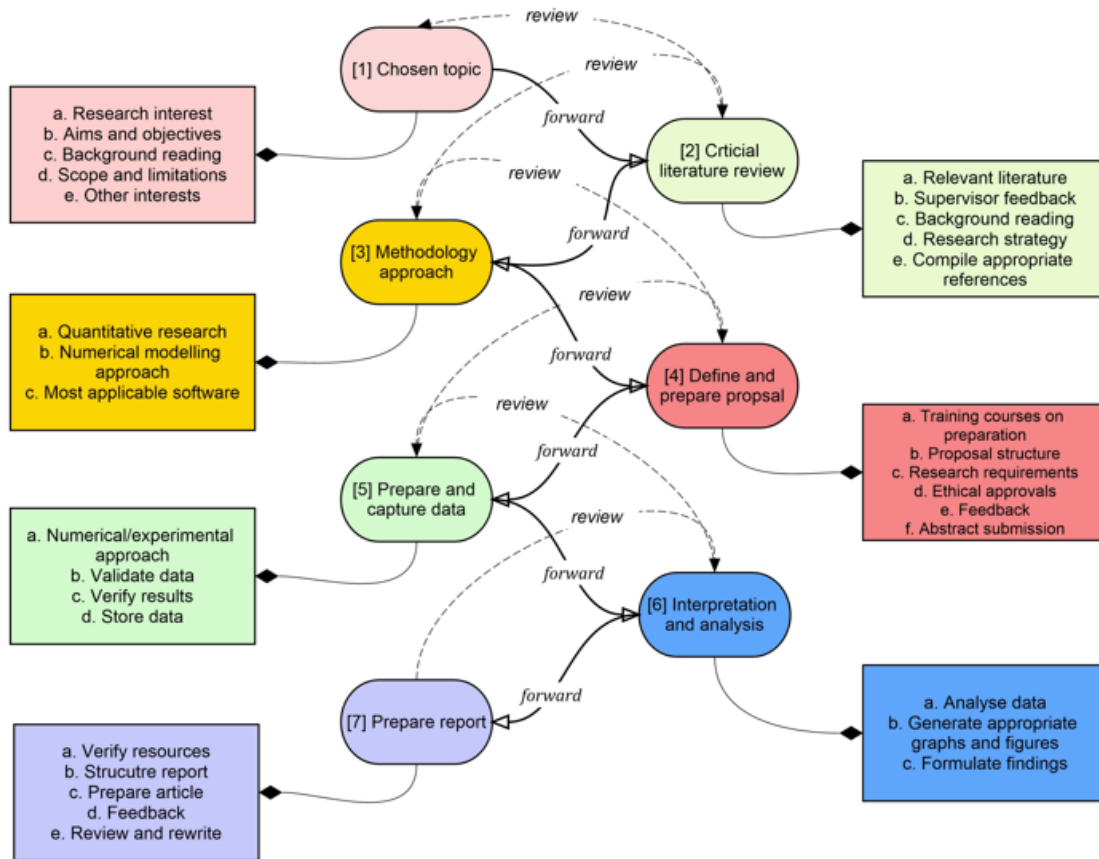 review
[1] Chosen topic
review
a. Research interest
b. Aims and objectives
c. Background reading
d. Scope and limitations
e. Other interests
forward
[2] Crticial
literature review
review
a. Relevant literature
b. Supervisor feedback
c. Background reading
d. Research strategy
e. Compile appropriate
references
forward
[3] Methodology
approach
review
a. Quantitative research
b. Numerical modelling
approach
c. Most applicable software
forward
[4] Define and
prepare propsal
review
a. Training courses on
preparation
b. Proposal structure
c. Research requirements
d. Ethical approvals
e. Feedback
f. Abstract submission
forward
[5] Prepare and
capture data
review
a. Numerical/experimental
approach
b. Validate data
c. Verify results
d. Store data
forward
[6] Interpretation
and analysis
a. Analyse data
b. Generate appropriate
graphs and figures
c. Formulate findings
forward
[7] Prepare report
a. Verify resources
b. Strucutre report
c. Prepare article
d. Feedback
e. Review and rewrite